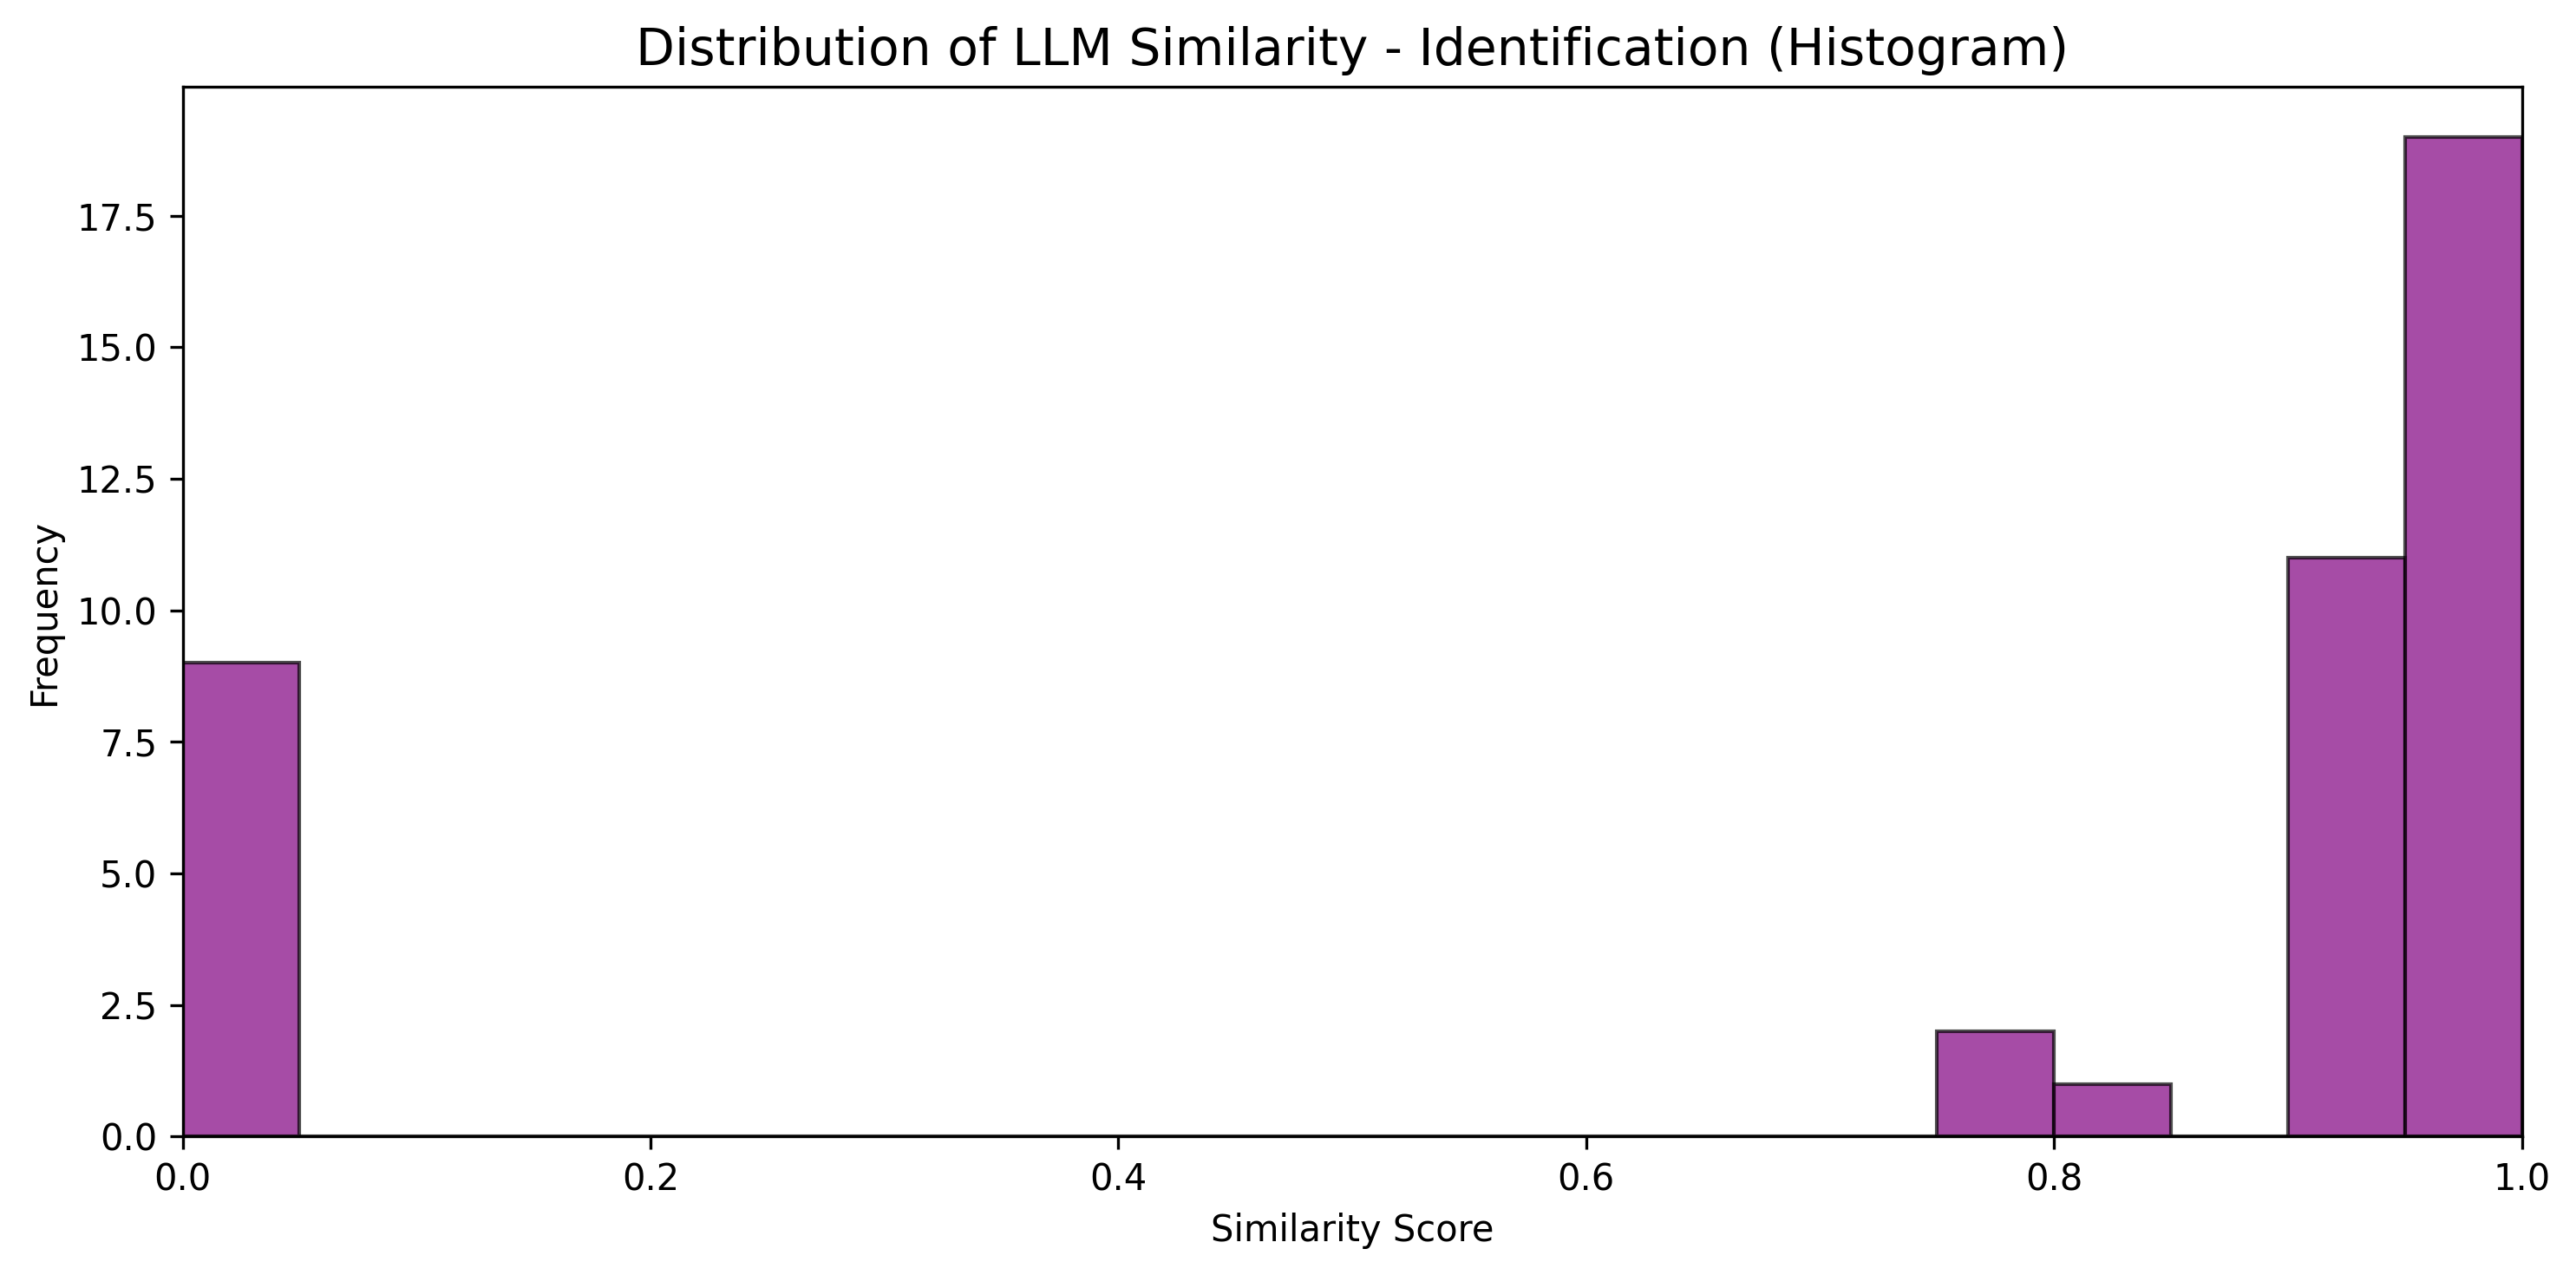 Distribution of LLM Similarity - Identification (Histogram)
Frequency
17.5
15.0
12.5
10.0
7.5
5.0
2.5
0.0
0.0 0.2 0.4 0.6 0.8 1.0
Similarity Score